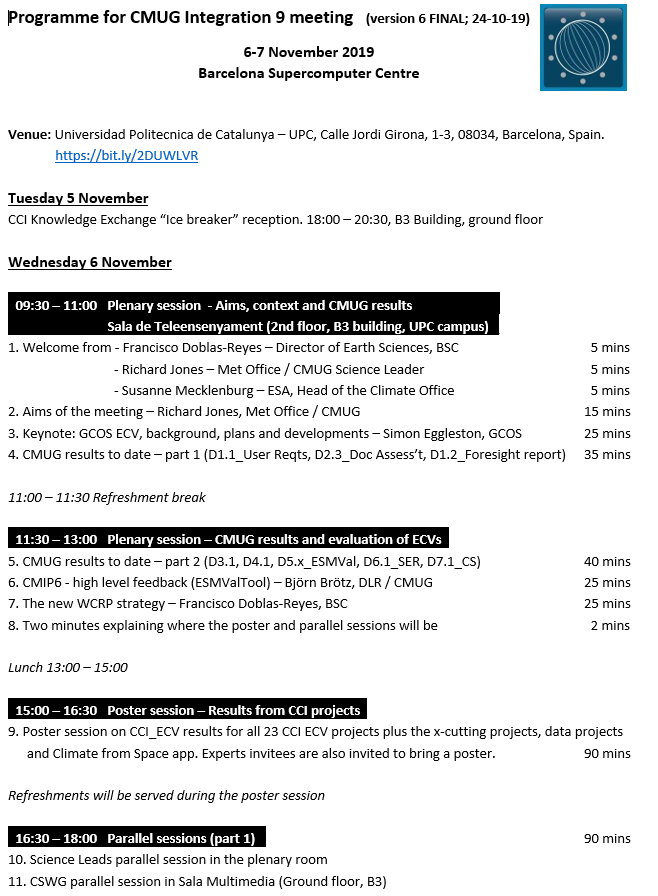 Programme for CMUG Integration 9 meeting (version 6 FINAL; 24-10-19)
6-7 November 2019
Barcelona Supercomputer Centre
Venue: Universidad Politecnica de Catalunya – UPC, Calle Jordi Girona, 1-3, 08034, Barcelona, Spain.
https://bit.ly/2DUWLVR
Tuesday 5 November
CCI Knowledge Exchange “Ice breaker” reception. 18:00 – 20:30, B3 Building, ground floor
Wednesday 6 November
09:30 – 11:00 Plenary session - Aims, context and CMUG results
Sala de Teleensenyament (2nd floor, B3 building, UPC campus)
1. Welcome from - Francisco Doblas-Reyes – Director of Earth Sciences, BSC 5 mins
- Richard Jones – Met Office / CMUG Science Leader 5 mins
- Susanne Mecklenburg – ESA, Head of the Climate Office 5 mins
2. Aims of the meeting – Richard Jones, Met Office / CMUG 15 mins
3. Keynote: GCOS ECV, background, plans and developments – Simon Eggleston, GCOS 25 mins
4. CMUG results to date – part 1 (D1.1_User Reqts, D2.3_Doc Assess’t, D1.2_Foresight report) 35 mins
11:00 – 11:30 Refreshment break
11:30 – 13:00 Plenary session – CMUG results and evaluation of ECVs
5. CMUG results to date – part 2 (D3.1, D4.1, D5.x_ESMVal, D6.1_SER, D7.1_CS) 40 mins
6. CMIP6 - high level feedback (ESMValTool) – Björn Brötz, DLR / CMUG 25 mins
7. The new WCRP strategy – Francisco Doblas-Reyes, BSC 25 mins
8. Two minutes explaining where the poster and parallel sessions will be 2 mins
Lunch 13:00 – 15:00
15:00 – 16:30 Poster session – Results from CCI projects
9. Poster session on CCI_ECV results for all 23 CCI ECV projects plus the x-cutting projects, data projects
and Climate from Space app. Experts invitees are also invited to bring a poster. 90 mins
Refreshments will be served during the poster session
16:30 – 18:00 Parallel sessions (part 1) 90 mins
10. Science Leads parallel session in the plenary room
11. CSWG parallel session in Sala Multimedia (Ground floor, B3)